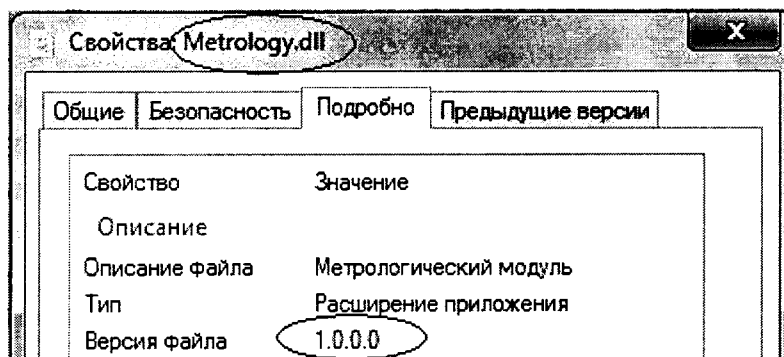 Свойства: Metrology.dll
X
Общие Безопасность Подробно Предыдущие версии
Свойство Значение
Описание
Описание файла Метрологический модуль
Тип Расширение приложения
Версия файла 1.0.0.0